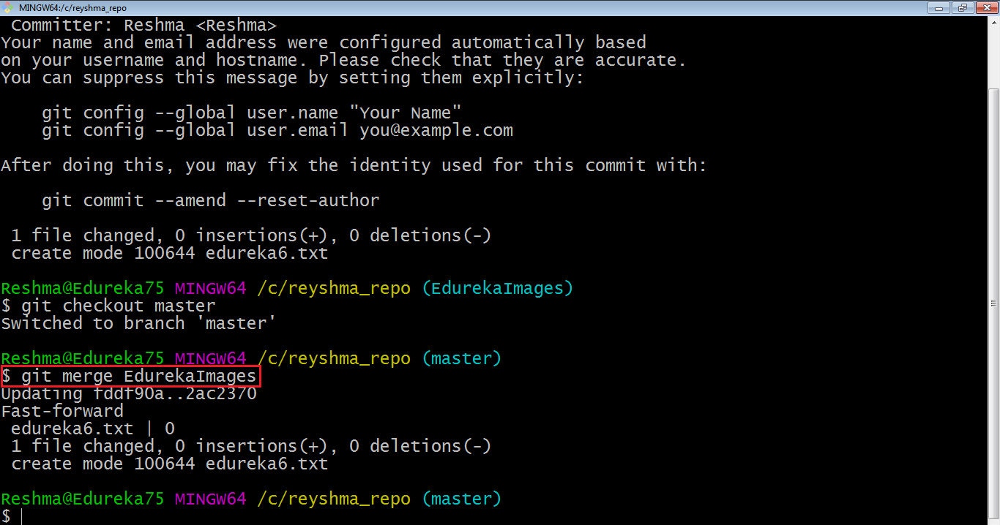 MINGW64:/c/reyshma_repo
Committer: Reshma <Reshma>
Your name and email address were configured automatically based
on your username and hostname. Please check that they are accurate.
You can suppress this message by setting them explicitly:
git config --global user.name "Your Name"
git config --global user.email you@example.com
After doing this, you may fix the identity used for this commit with:
git commit --amend --reset-author
1 file changed, 0 insertions(+), 0 deletions(-)
create mode 100644 edureka6.txt
Reshma@Edureka75 MINGW64 /c/reyshma_repo (EdurekaImages)
$ git checkout master
Switched to branch 'master'
Reshma@Edureka75 MINGW64 /c/reyshma_repo (master)
$ git merge EdurekaImages
Updating fddf90a..2ac2370
Fast-forward
edureka6.txt | 0
1 file changed, 0 insertions(+), 0 deletions(-)
create mode 100644 edureka6.txt
Reshma@Edureka75 MINGW64 /c/reyshma_repo (master)
$